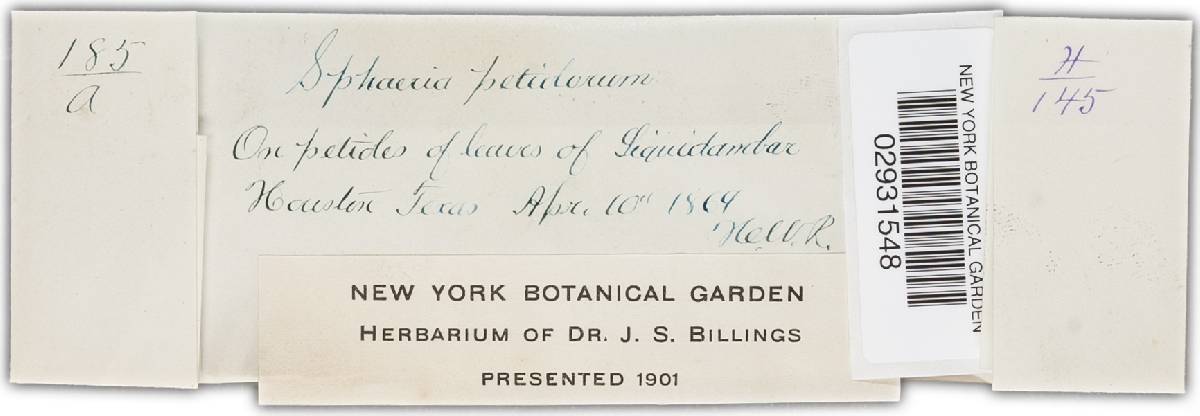 185
A
Sphaeria petiolorum
On petioles of leaves of Liquidambar
Houston Texas Apr. 10th 1869
H.W.R.
NEW YORK BOTANICAL GARDEN
HERBARIUM OF DR. J. S. BILLINGS
PRESENTED 1901
NEW YORK BOTANICAL GARDEN
02931548
H
145